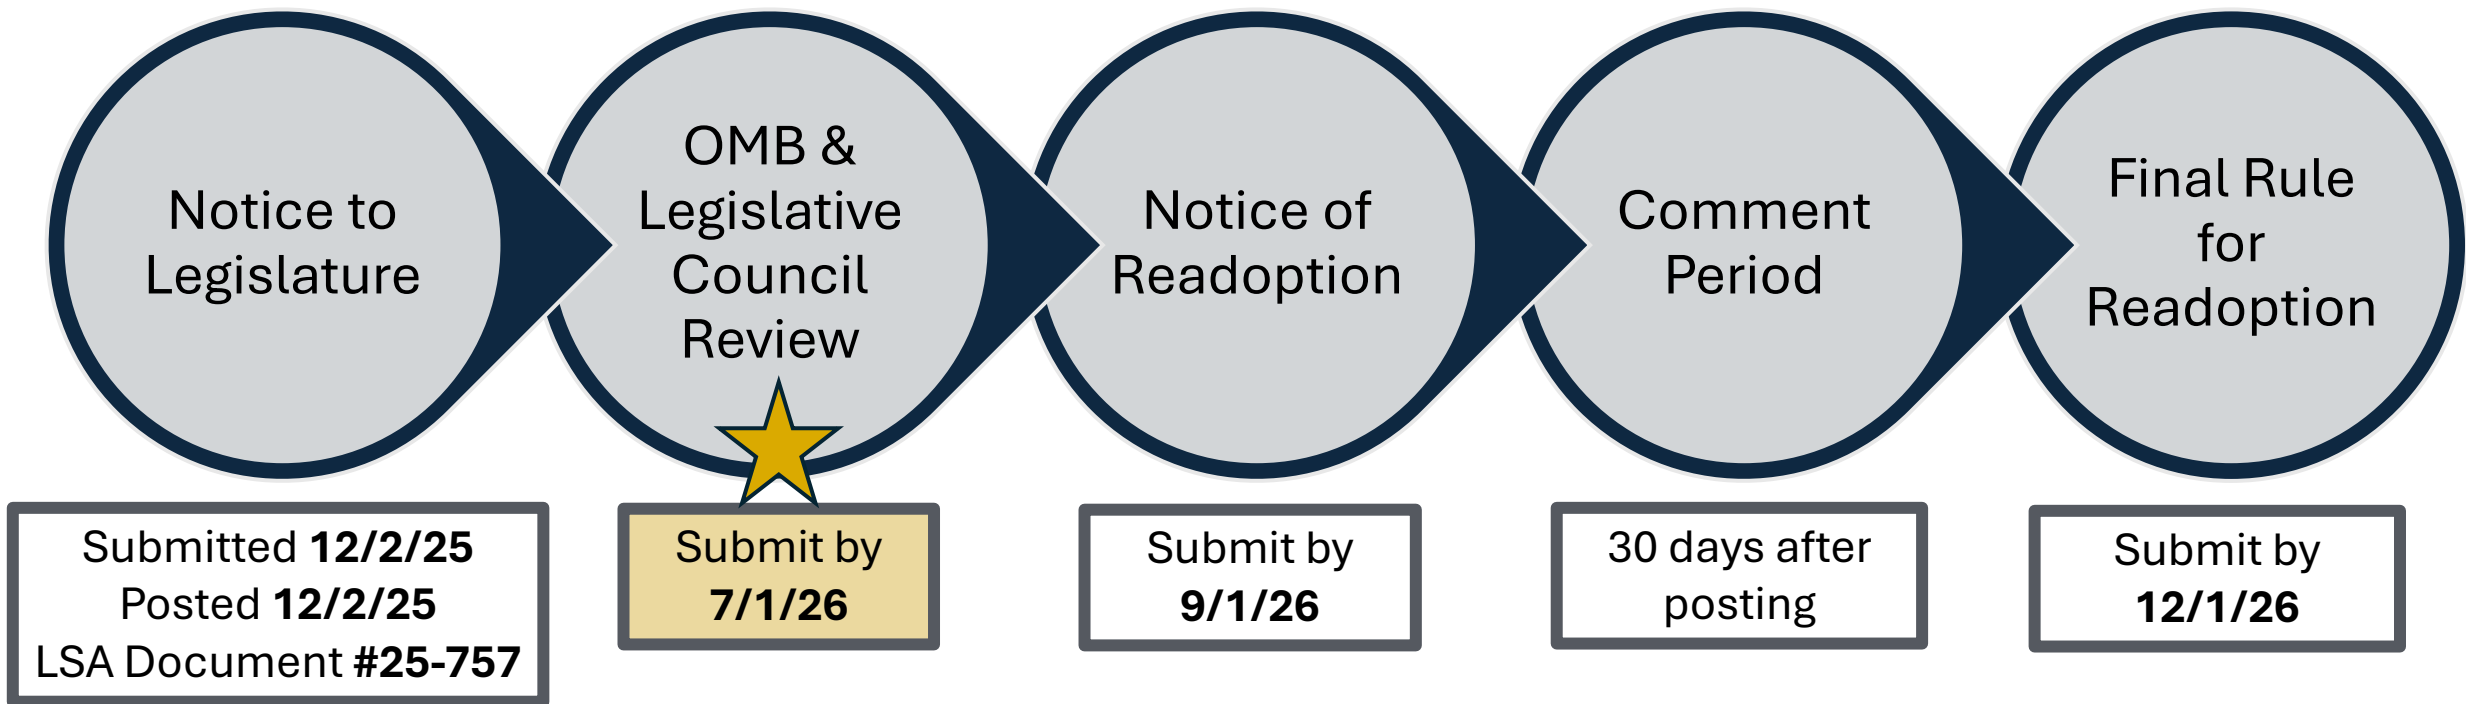 Notice to
Legislature
OMB &
Legislative
Council
Review
Notice of
Readoption
Comment
Period
Final Rule
for
Readoption
Submitted 12/2/25
Posted 12/2/25
LSA Document #25-757
Submit by
7/1/26
Submit by
9/1/26
30 days after
posting
Submit by
12/1/26